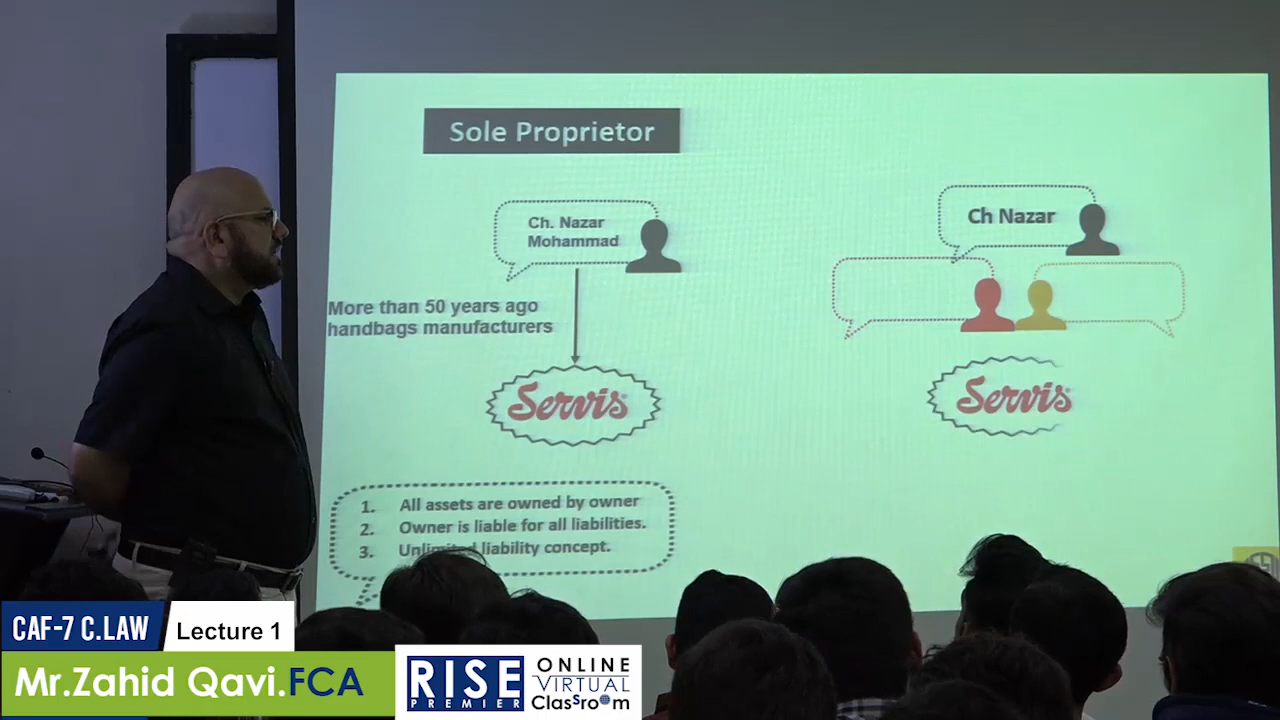 Sole Proprietor
Ch. Nazar
Mohammad
More than 50 years ago
handbags manufacturers
Servis
1. All assets are owned by owner
2. Owner is liable for all liabilities.
3. Unlimited liability concept.
Ch Nazar
Servis
CAF-7 C.LAW
Lecture 1
Mr.Zahid Qavi.FCA
RISE
PREMIER
ONLINE
VIRTUAL
Classroom